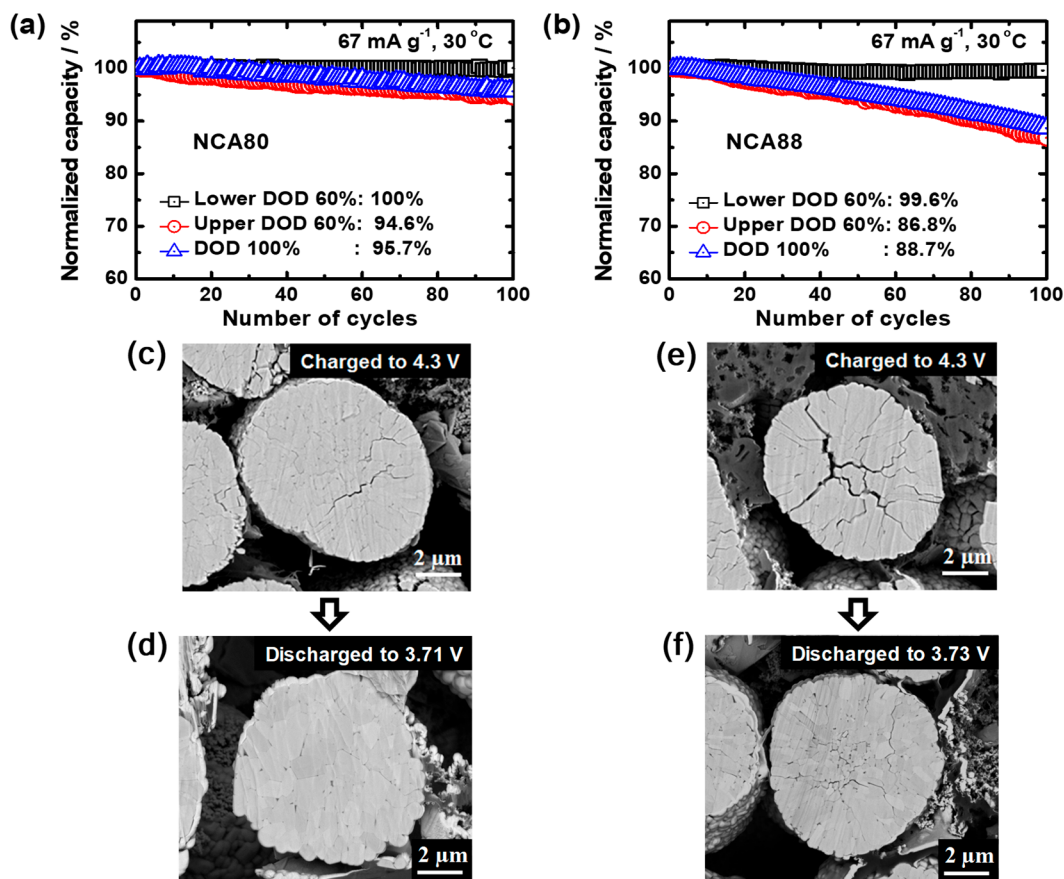 (a)
67 mA g⁻¹, 30 °C
Normalized capacity / %
100
90
80
70
60
NCA80
Lower DOD 60%: 100%
Upper DOD 60%: 94.6%
DOD 100% : 95.7%
0 20 40 60 80 100
Number of cycles
(b)
67 mA g⁻¹, 30 °C
Normalized capacity / %
100
90
80
70
60
NCA88
Lower DOD 60%: 99.6%
Upper DOD 60%: 86.8%
DOD 100% : 88.7%
0 20 40 60 80 100
Number of cycles
(c)
Charged to 4.3 V
2 µm
(d)
Discharged to 3.71 V
2 µm
(e)
Charged to 4.3 V
2 µm
(f)
Discharged to 3.73 V
2 µm